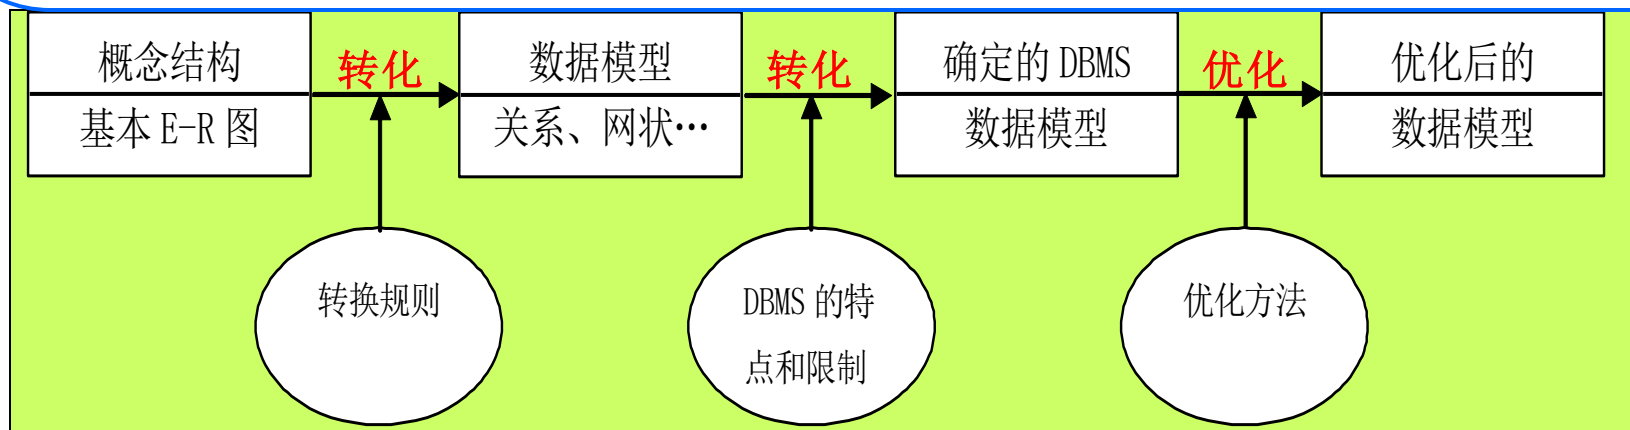 概念结构
基本 E-R 图
转化
数据模型
关系、网状…
转化
确定的 DBMS
数据模型
优化
优化后的
数据模型
转换规则
DBMS 的特
点和限制
优化方法